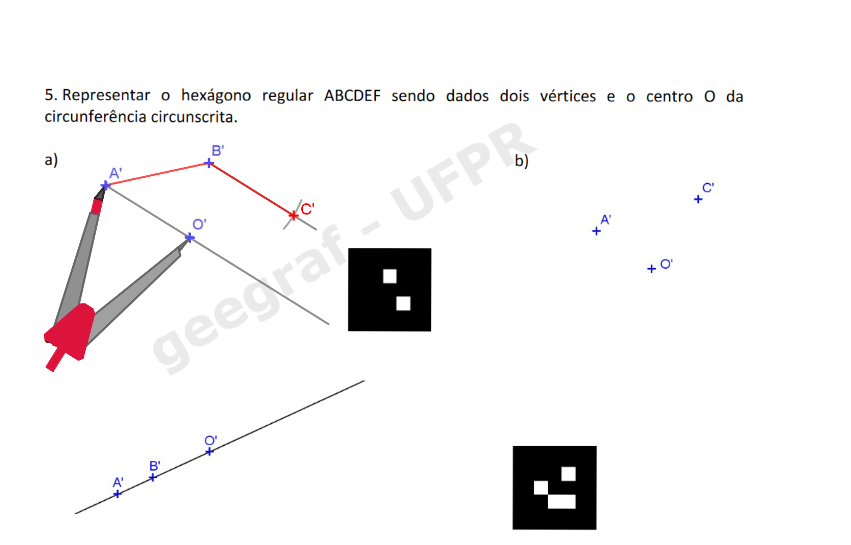 5. Representar o hexágono regular ABCDEF sendo dados dois vértices e o centro O da
circunferência circunscrita.
a)
b)
A'
B'
C'
O'
A'
C'
O'
geegraf - UFPR
A'
B'
O'